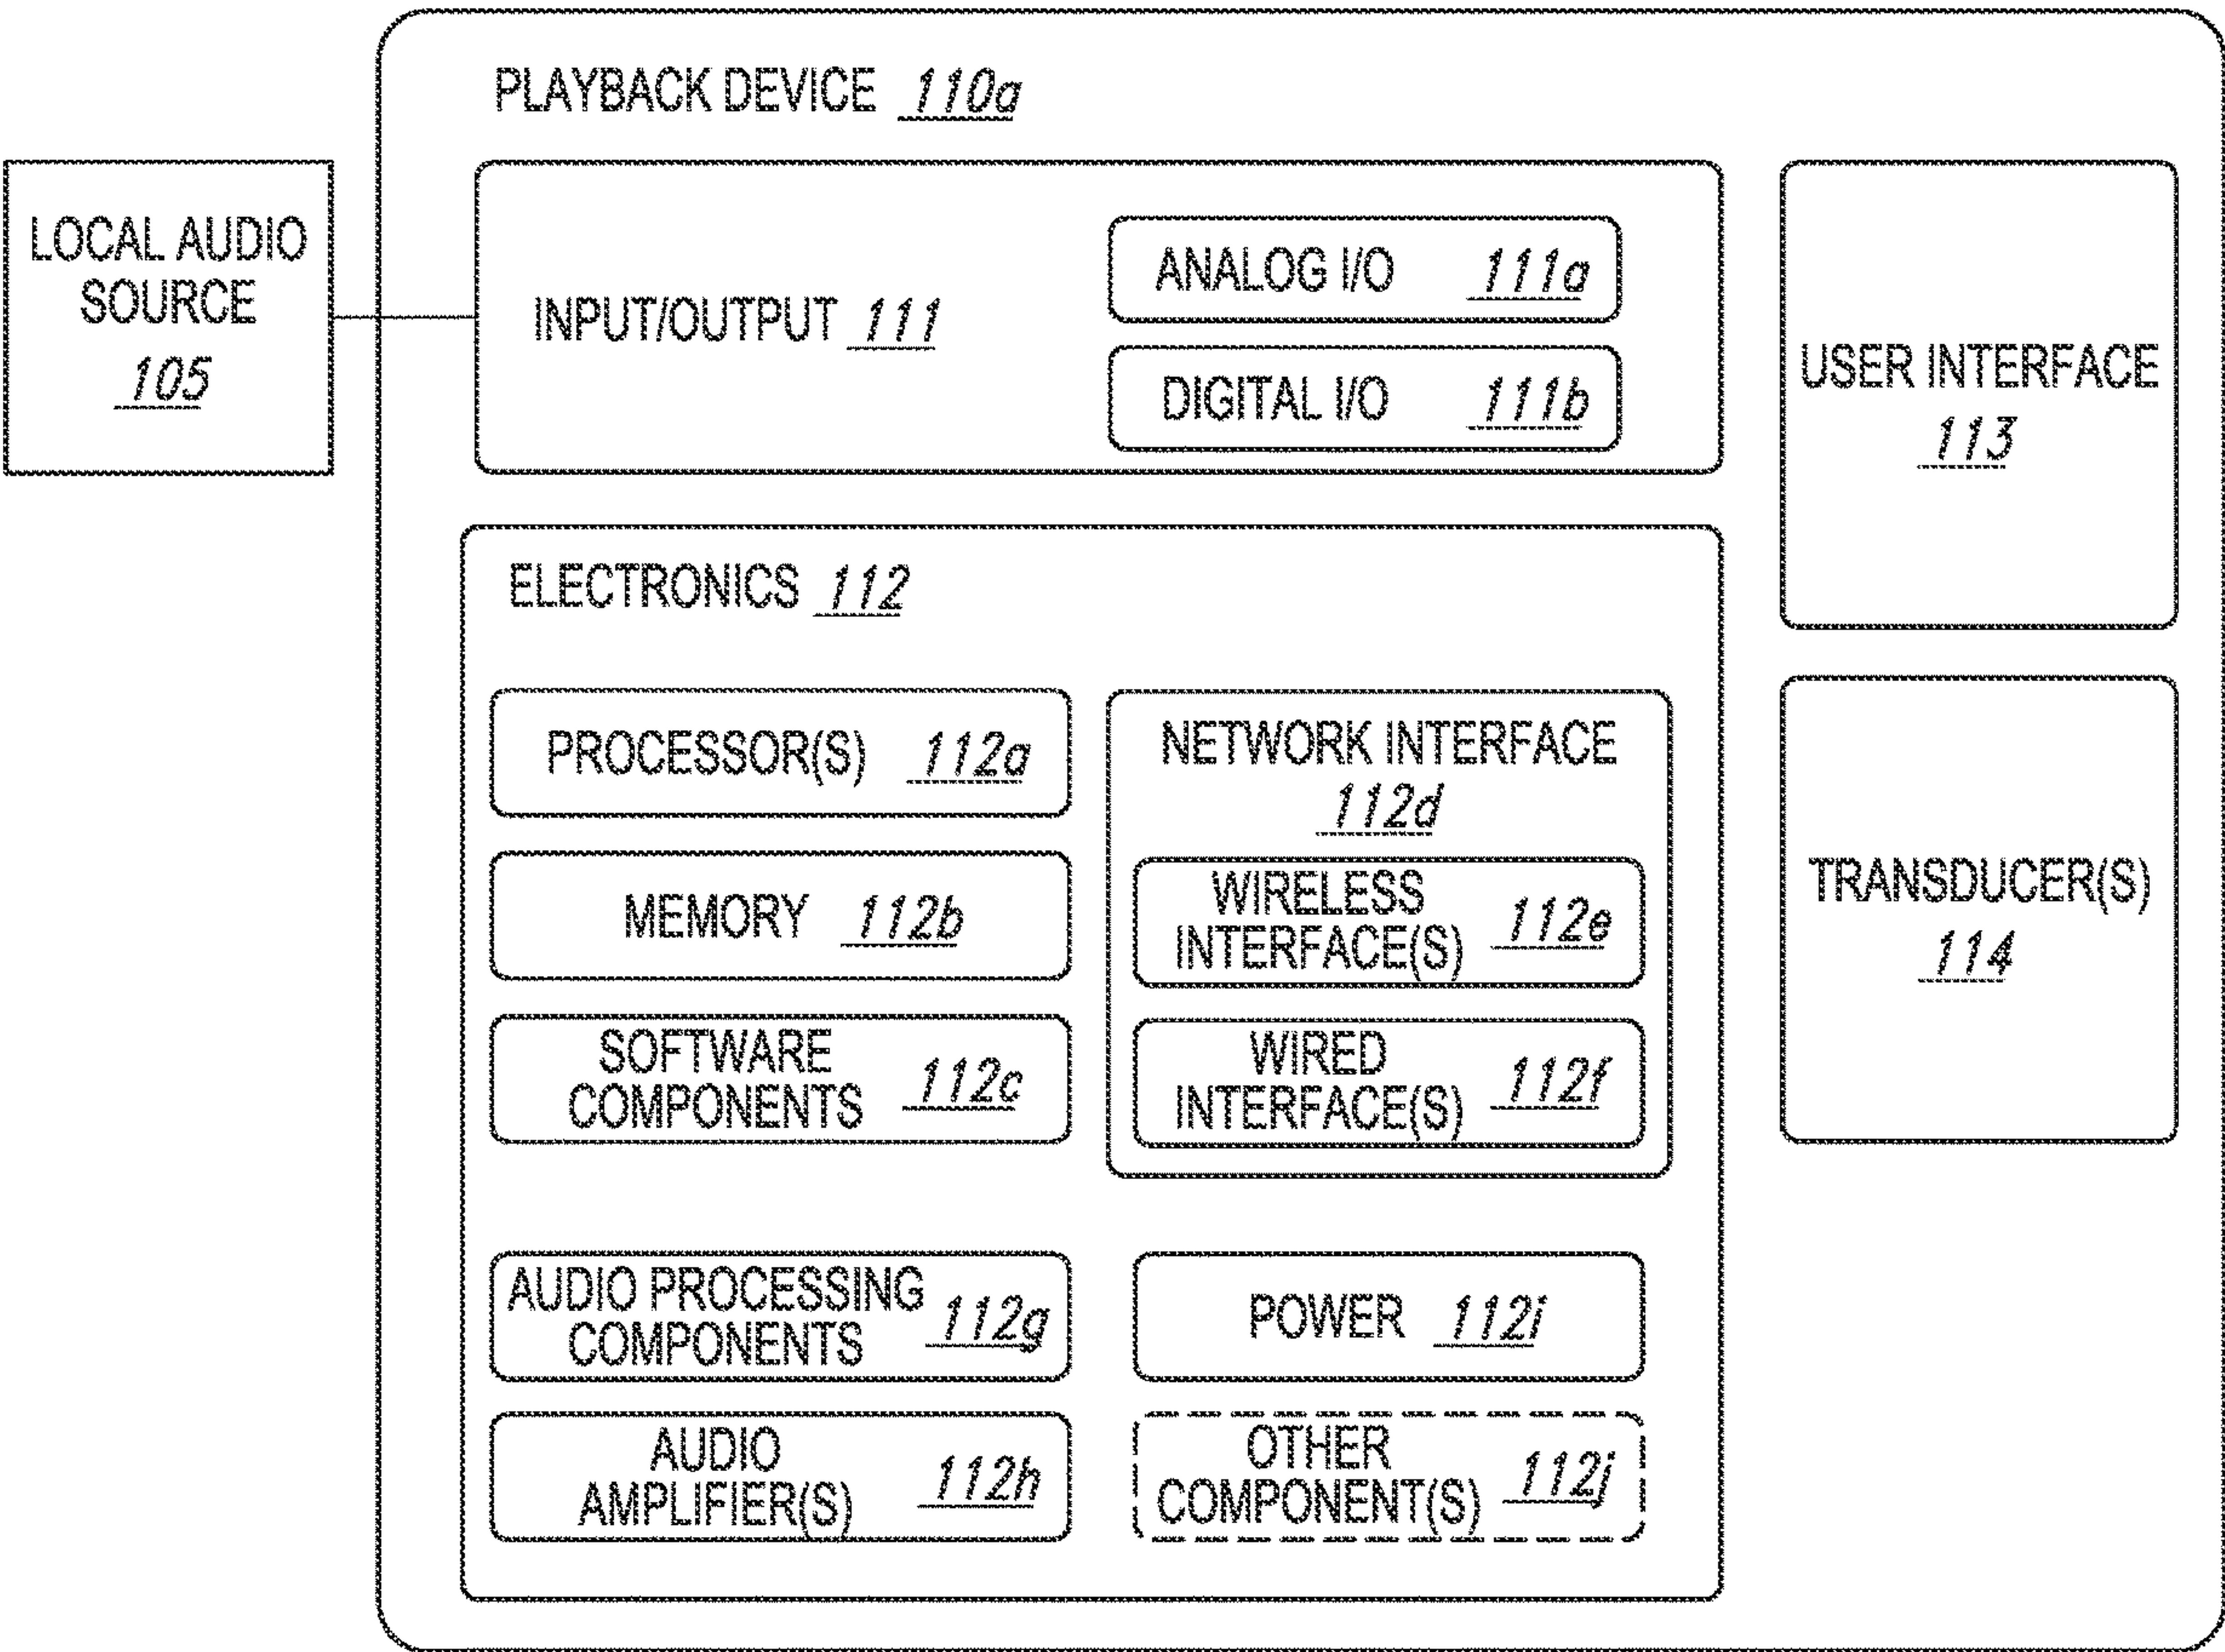 PLAYBACK DEVICE 110a
LOCAL AUDIO
SOURCE
105
INPUT/OUTPUT 111
ANALOG I/O 111a
DIGITAL I/O 111b
USER INTERFACE
113
ELECTRONICS 112
PROCESSOR(S) 112a
MEMORY 112b
SOFTWARE
COMPONENTS 112c
NETWORK INTERFACE
112d
WIRELESS
INTERFACE(S) 112e
WIRED
INTERFACE(S) 112f
TRANSDUCER(S)
114
AUDIO PROCESSING
COMPONENTS 112g
AUDIO
AMPLIFIER(S) 112h
POWER 112i
OTHER
COMPONENT(S) 112j